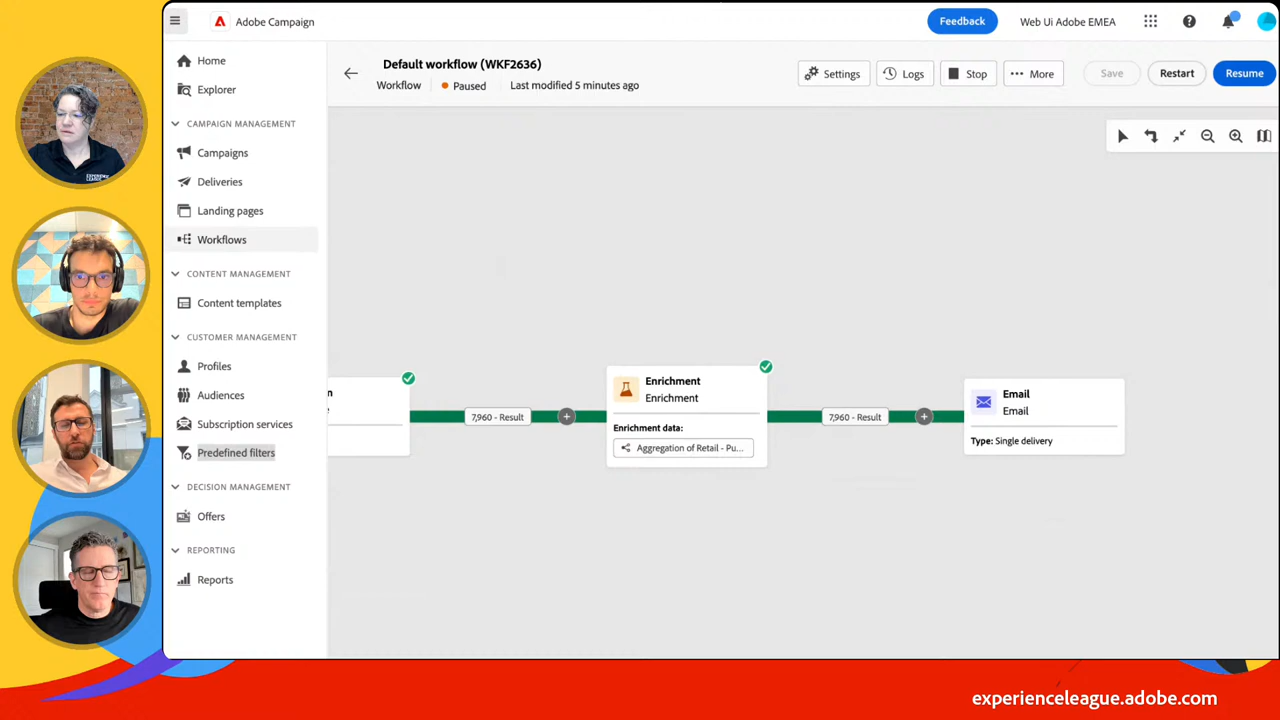 Adobe Campaign
Feedback
Web Ui Adobe EMEA
Home
Explorer
CAMPAIGN MANAGEMENT
Campaigns
Deliveries
Landing pages
Workflows
CONTENT MANAGEMENT
Content templates
CUSTOMER MANAGEMENT
Profiles
Audiences
Subscription services
Predefined filters
DECISION MANAGEMENT
Offers
REPORTING
Reports
Default workflow (WKF2636)
Workflow
Paused
Last modified 5 minutes ago
Settings
Logs
Stop
More
Save
Restart
Resume
n
e
7,960 - Result
Enrichment
Enrichment
Enrichment data:
Aggregation of Retail - Pu...
7,960 - Result
Email
Email
Type: Single delivery
experienceleague.adobe.com